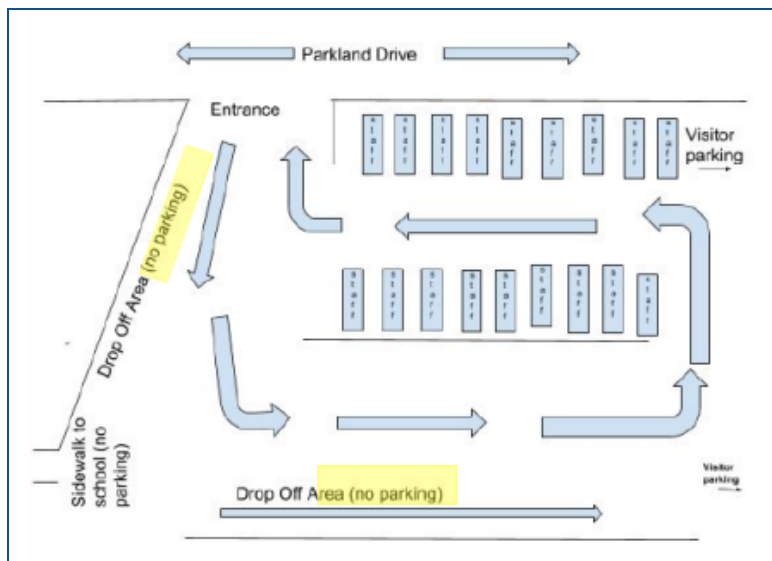 Parkland Drive
Entrance
staff staff staff staff staff staff staff staff staff
Visitor
parking
Drop Off Area (no parking)
staff staff staff staff staff staff staff staff staff
Sidewalk to
school (no
parking)
Visitor
parking
Drop Off Area (no parking)